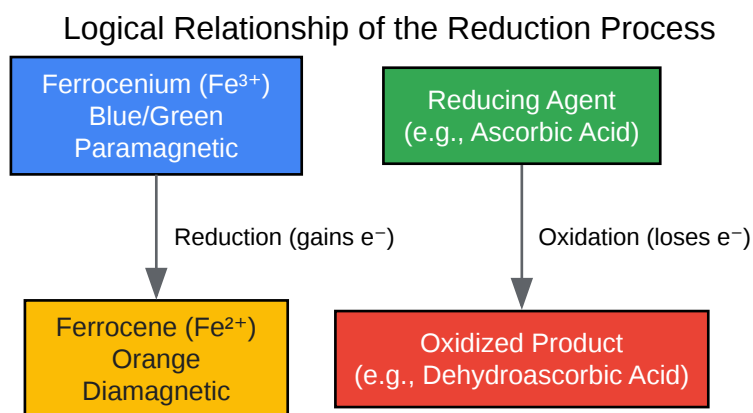 Logical Relationship of the Reduction Process
Ferrocenium (Fe³⁺)
Blue/Green
Paramagnetic
Reducing Agent
(e.g., Ascorbic Acid)
Reduction (gains e⁻)
Oxidation (loses e⁻)
Ferrocene (Fe²⁺)
Orange
Diamagnetic
Oxidized Product
(e.g., Dehydroascorbic Acid)